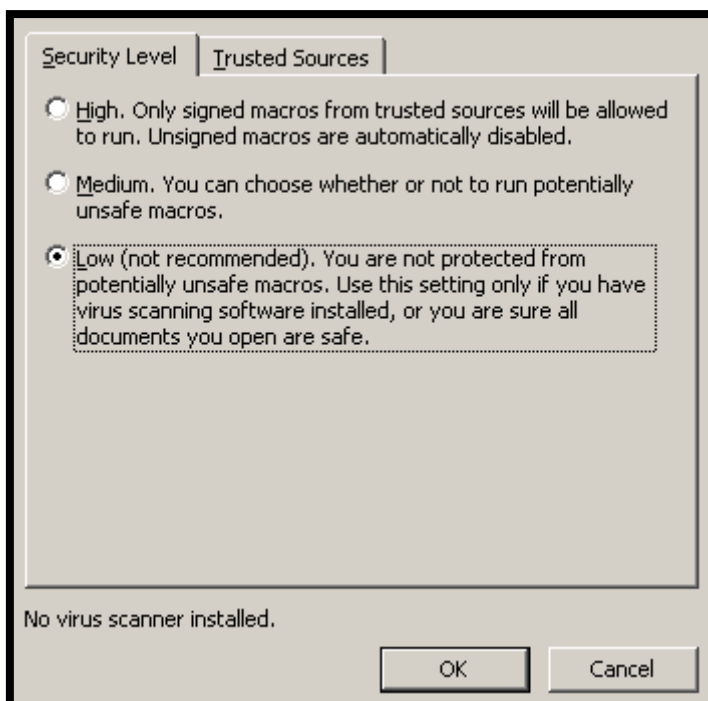 Security Level
Trusted Sources
High. Only signed macros from trusted sources will be allowed
to run. Unsigned macros are automatically disabled.
Medium. You can choose whether or not to run potentially
unsafe macros.
Low (not recommended). You are not protected from
potentially unsafe macros. Use this setting only if you have
virus scanning software installed, or you are sure all
documents you open are safe.
No virus scanner installed.
OK
Cancel